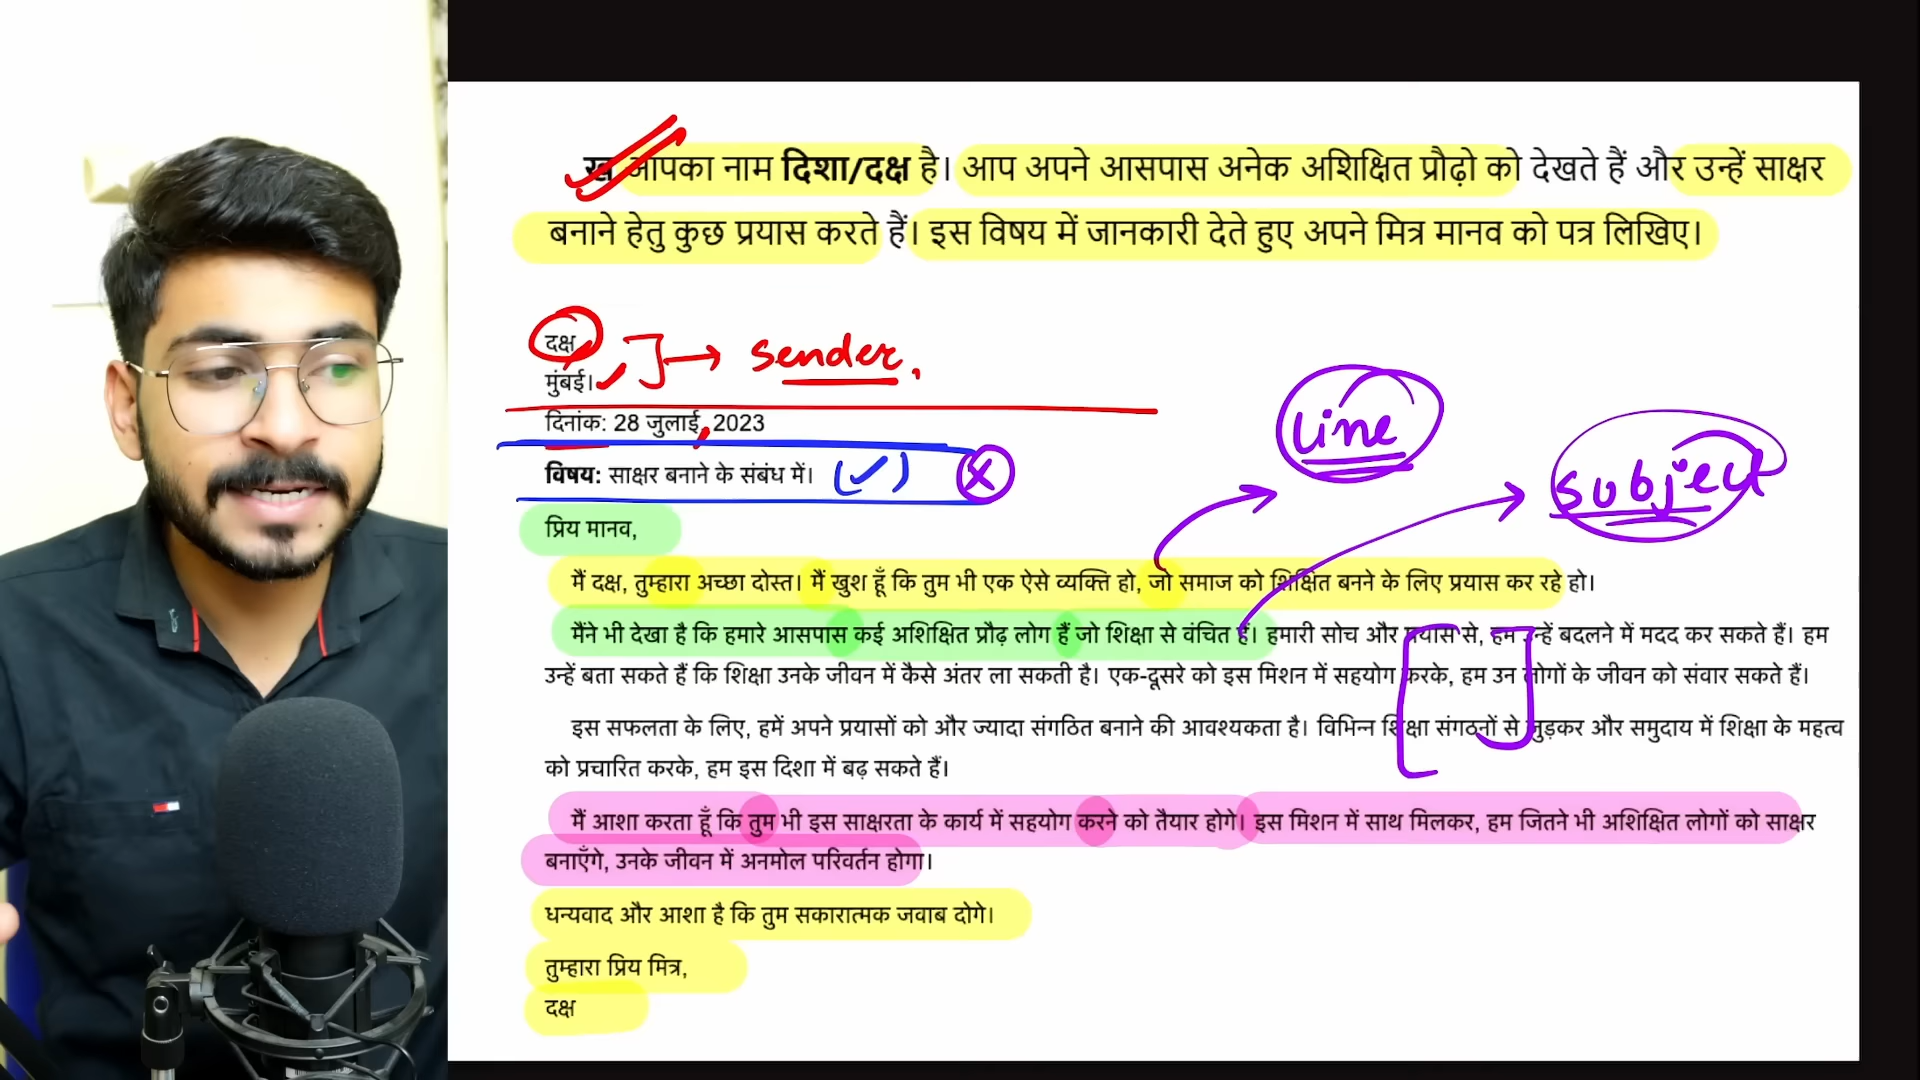 ख आपका नाम दिशा/दक्ष है। आप अपने आसपास अनेक अशिक्षित प्रौढ़ो को देखते हैं और उन्हें साक्षर
बनाने हेतु कुछ प्रयास करते हैं। इस विषय में जानकारी देते हुए अपने मित्र मानव को पत्र लिखिए।
दक्ष
मुंबई।
sender,
दिनांक: 28 जुलाई, 2023
Line
विषय: साक्षर बनाने के संबंध में।
subject
प्रिय मानव,
मैं दक्ष, तुम्हारा अच्छा दोस्त। मैं खुश हूँ कि तुम भी एक ऐसे व्यक्ति हो, जो समाज को शिक्षित बनने के लिए प्रयास कर रहे हो।
मैंने भी देखा है कि हमारे आसपास कई अशिक्षित प्रौढ़ लोग हैं जो शिक्षा से वंचित हैं। हमारी सोच और प्रयास से, हम उन्हें बदलने में मदद कर सकते हैं। हम
उन्हें बता सकते हैं कि शिक्षा उनके जीवन में कैसे अंतर ला सकती है। एक-दूसरे को इस मिशन में सहयोग करके, हम उन लोगों के जीवन को संवार सकते हैं।
इस सफलता के लिए, हमें अपने प्रयासों को और ज्यादा संगठित बनाने की आवश्यकता है। विभिन्न शिक्षा संगठनों से जुड़कर और समुदाय में शिक्षा के महत्व
को प्रचारित करके, हम इस दिशा में बढ़ सकते हैं।
मैं आशा करता हूँ कि तुम भी इस साक्षरता के कार्य में सहयोग करने को तैयार होगे। इस मिशन में साथ मिलकर, हम जितने भी अशिक्षित लोगों को साक्षर
बनाएँगे, उनके जीवन में अनमोल परिवर्तन होगा।
धन्यवाद और आशा है कि तुम सकारात्मक जवाब दोगे।
तुम्हारा प्रिय मित्र,
दक्ष